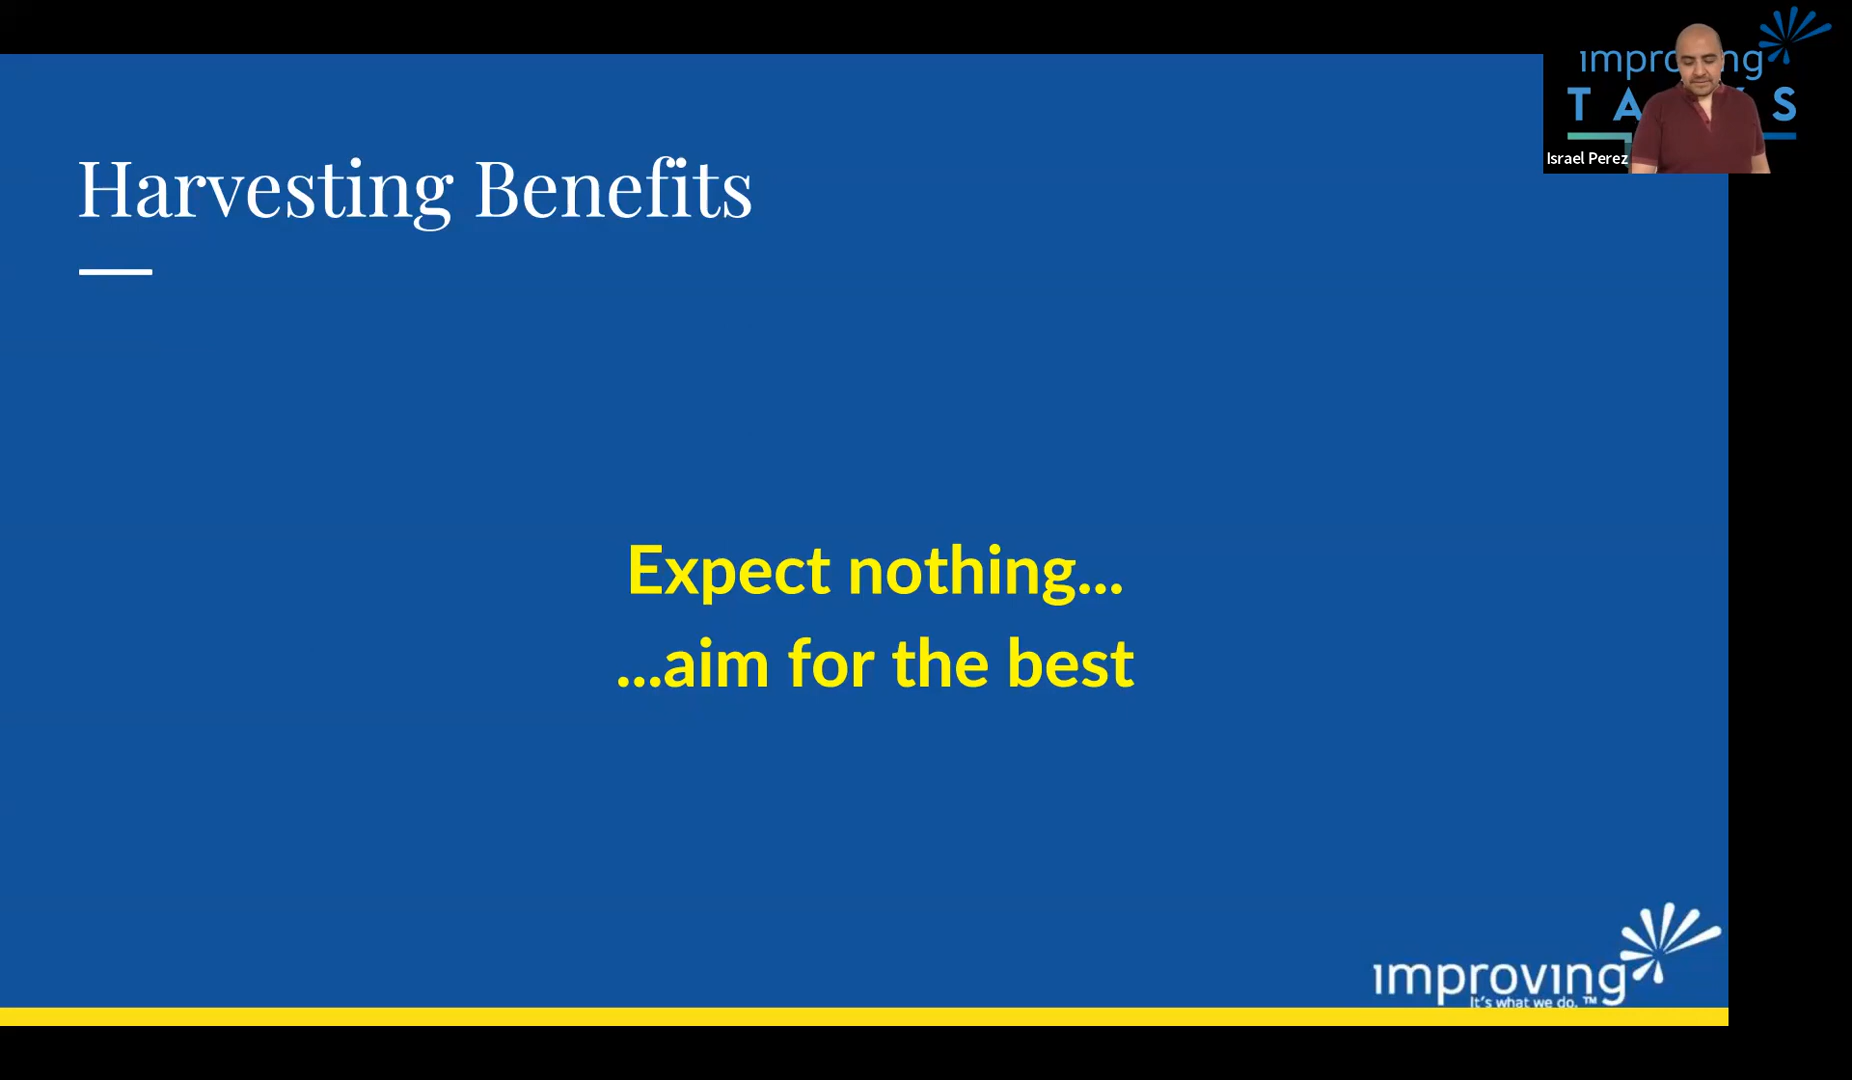 improving
TALKS
Israel Perez
Harvesting Benefits
Expect nothing...
...aim for the best
improving
It's what we do.™